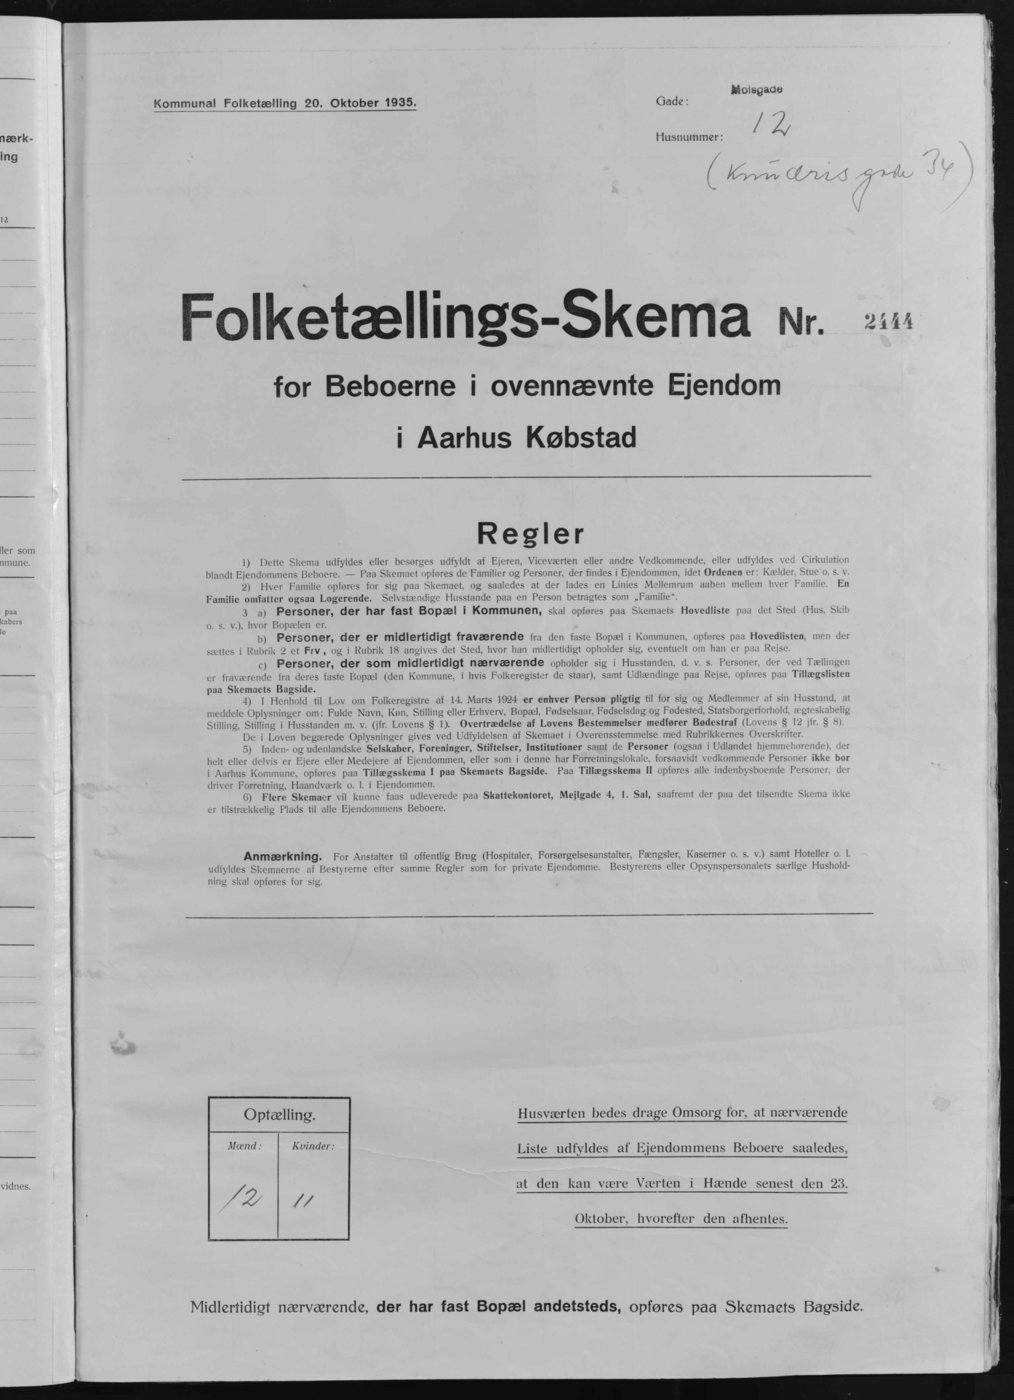 Kommunal Folketælling 20. Oktober 1935.
Gade: Molsgade
Husnummer: 12
34)
Folketællings-Skema Nr. 2444
for Beboerne i ovennævnte Ejendom
i Aarhus Købstad
Regler
1) Dette Skema udfyldes eller besørges udfyldt af Ejeren, Viceværten eller andre Vedkommende, eller udfyldes ved Cirkulation
blandt Ejendommens Beboere. — Paa Skemaet opføres de Familier og Personer, der findes i Ejendommen, idet Ordenen er: Kælder, Stue o. s. v.
2) Hver Familie opføres for sig paa Skemaet, og saaledes at der lades en Linies Mellemrum aaben mellem hver Familie. En
Familie omfatter ogsaa Logerende. Selvstændige Husstande paa en Person betragtes som „Familie“.
3 a) Personer, der har fast Bopæl i Kommunen, skal opføres paa Skemaets Hovedliste paa det Sted (Hus, Skib
o. s. v.), hvor Bopælen er.
b) Personer, der er midlertidigt fraværende fra den faste Bopæl i Kommunen, opføres paa Hovedlisten, men der
sættes i Rubrik 2 et Frv, og i Rubrik 18 angives det Sted, hvor han midlertidigt opholder sig, eventuelt om han er paa Rejse.
c) Personer, der som midlertidigt nærværende opholder sig i Husstanden, d. v. s. Personer, der ved Tællingen
er fraværende fra deres faste Bopæl (den Kommune, i hvis Folkeregister de staar), samt Udlændinge paa Rejse, opføres paa Tillægslisten
paa Skemaets Bagside.
4) I Henhold til Lov om Folkeregistre af 14. Marts 1924 er enhver Person pligtig til for sig og Medlemmer af sin Husstand, at
meddele Oplysninger om: Fulde Navn, Køn, Stilling eller Erhverv, Bopæl, Fødselsaar, Fødselsdag og Fødested, Statsborgerforhold, ægteskabelig
Stilling, Stilling i Husstanden m. v. (jfr. Lovens § 1). Overtrædelse af Lovens Bestemmelser medfører Bødestraf (Lovens § 12 jfr. § 8).
De i Loven begærede Oplysninger gives ved Udfyldelsen af Skemaet i Overensstemmelse med Rubrikkernes Overskrifter.
5) Inden- og udenlandske Selskaber, Foreninger, Stiftelser, Institutioner samt de Personer (ogsaa i Udlandet hjemmehørende), der
helt eller delvis er Ejere eller Medejere af Ejendommen, eller som i denne har Forretningslokale, forsaavidt vedkommende Personer ikke bor
i Aarhus Kommune, opføres paa Tillægsskema I paa Skemaets Bagside. Paa Tillægsskema II opføres alle indenbysboende Personer, der
driver Forretning, Haandværk o. l. i Ejendommen.
6) Flere Skemaer vil kunne faas udleverede paa Skattekontoret, Mejlgade 4, 1. Sal, saafremt der paa det tilsendte Skema ikke
er tilstrækkelig Plads til alle Ejendommens Beboere.
Anmærkning. For Anstalter til offentlig Brug (Hospitaler, Forsørgelsesanstalter, Fængsler, Kaserner o. s. v.) samt Hoteller o. l.
udfyldes Skemaerne af Bestyrerne efter samme Regler som for private Ejendomme. Bestyrerens eller Opsynspersonalets særlige Hushold-
ning skal opføres for sig.
Optælling.
Mænd: Kvinder:
12 11
Husværten bedes drage Omsorg for, at nærværende
Liste udfyldes af Ejendommens Beboere saaledes,
at den kan være Værten i Hænde senest den 23.
Oktober, hvorefter den afhentes.
Midlertidigt nærværende, der har fast Bopæl andetsteds, opføres paa Skemaets Bagside.